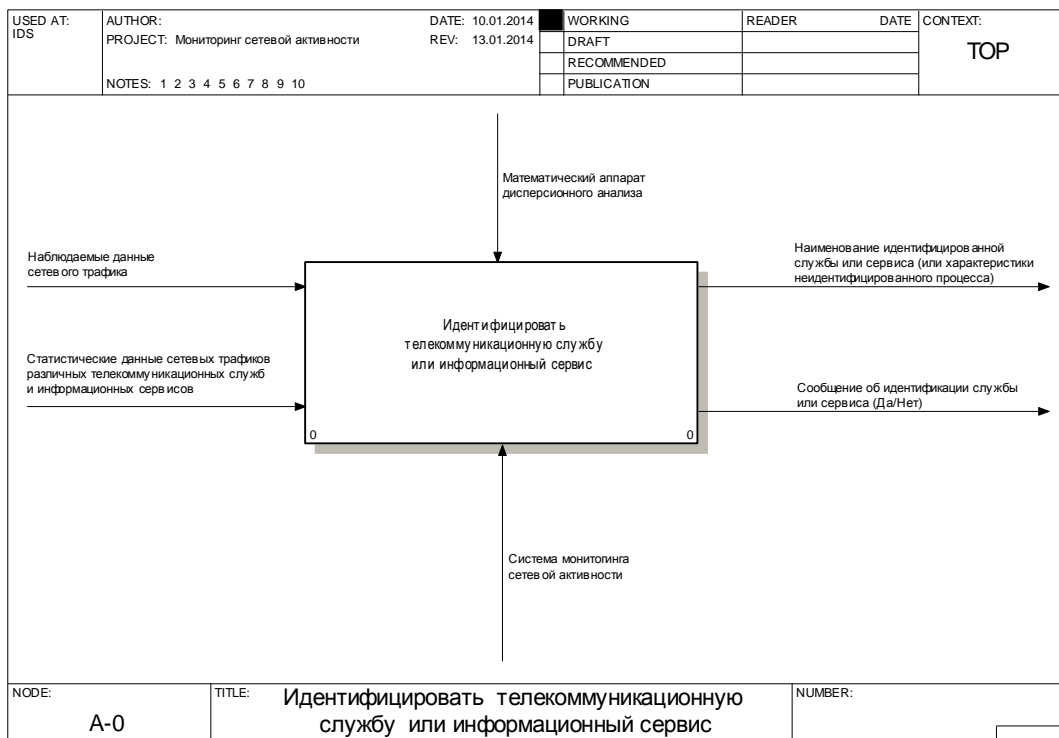 USED AT:
IDS
AUTHOR:
DATE: 10.01.2014
PROJECT: Мониторинг сетевой активности
REV: 13.01.2014
NOTES: 1 2 3 4 5 6 7 8 9 10
WORKING
DRAFT
RECOMMENDED
PUBLICATION
READER DATE
CONTEXT:
TOP
Математический аппарат
дисперсионного анализа
Наблюдаемые данные
сетевого трафика
Статистические данные сетевых трафиков
различных телекоммуникационных служб
и информационных сервисов
Идентифицировать
телекоммуникационную службу
или информационный сервис
0
0
Наименование идентифицированной
службы или сервиса (или характеристики
неидентифицированного процесса)
Сообщение об идентификации службы
или сервиса (Да/Нет)
Система монитогинга
сетевой активности
NODE:
A-0
TITLE:
Идентифицировать телекоммуникационную
службу или информационный сервис
NUMBER: